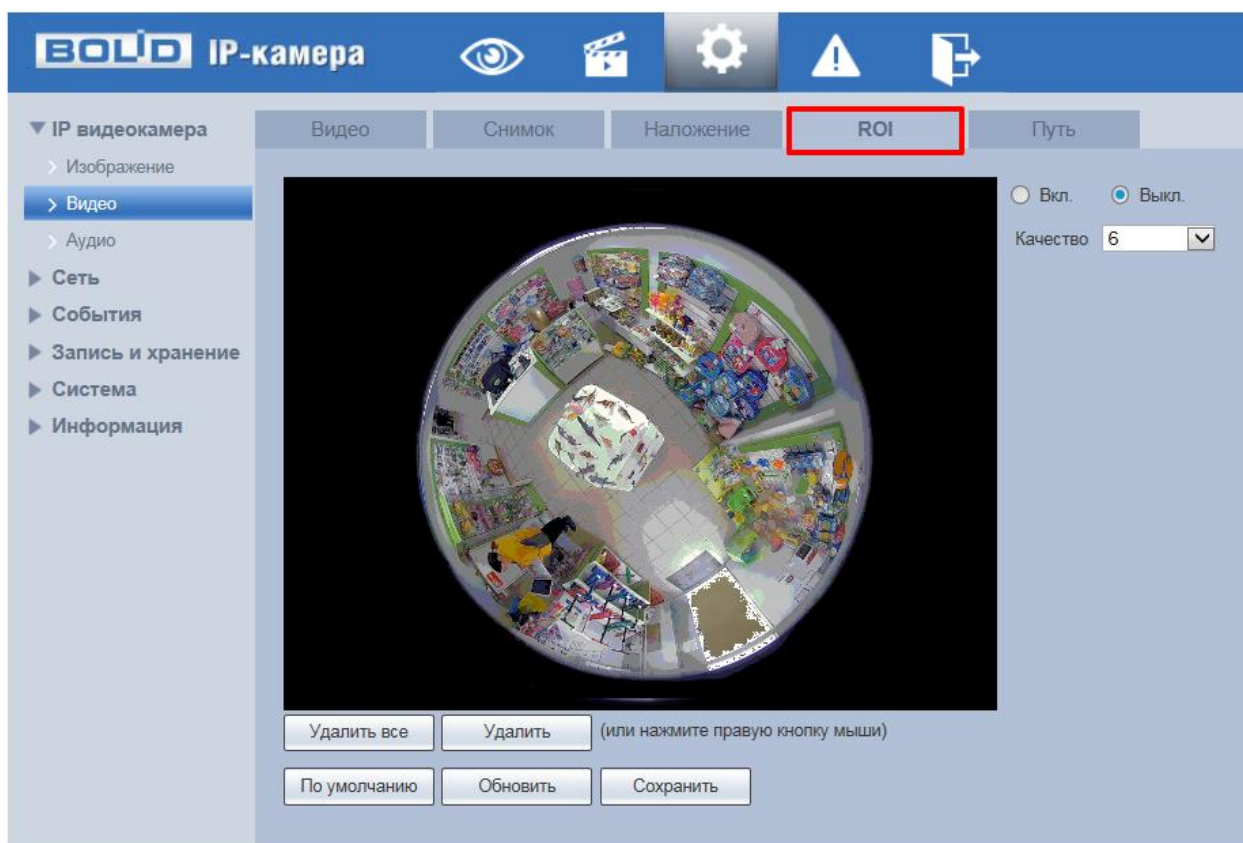 BOLID IP-камера
IP видеокамера
Изображение
Видео
Аудио
Сеть
События
Запись и хранение
Система
Информация
Видео Снимок Наложение ROI Путь
Вкл. Выкл.
Качество 6
Удалить все Удалить (или нажмите правую кнопку мыши)
По умолчанию Обновить Сохранить